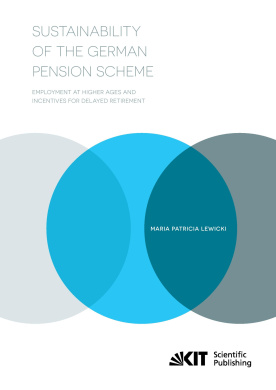 SUSTAINABILITY
OF THE GERMAN
PENSION SCHEME
EMPLOYMENT AT HIGHER AGES AND
INCENTIVES FOR DELAYED RETIREMENT
MARIA PATRICIA LEWICKI
KIT Scientific
Publishing